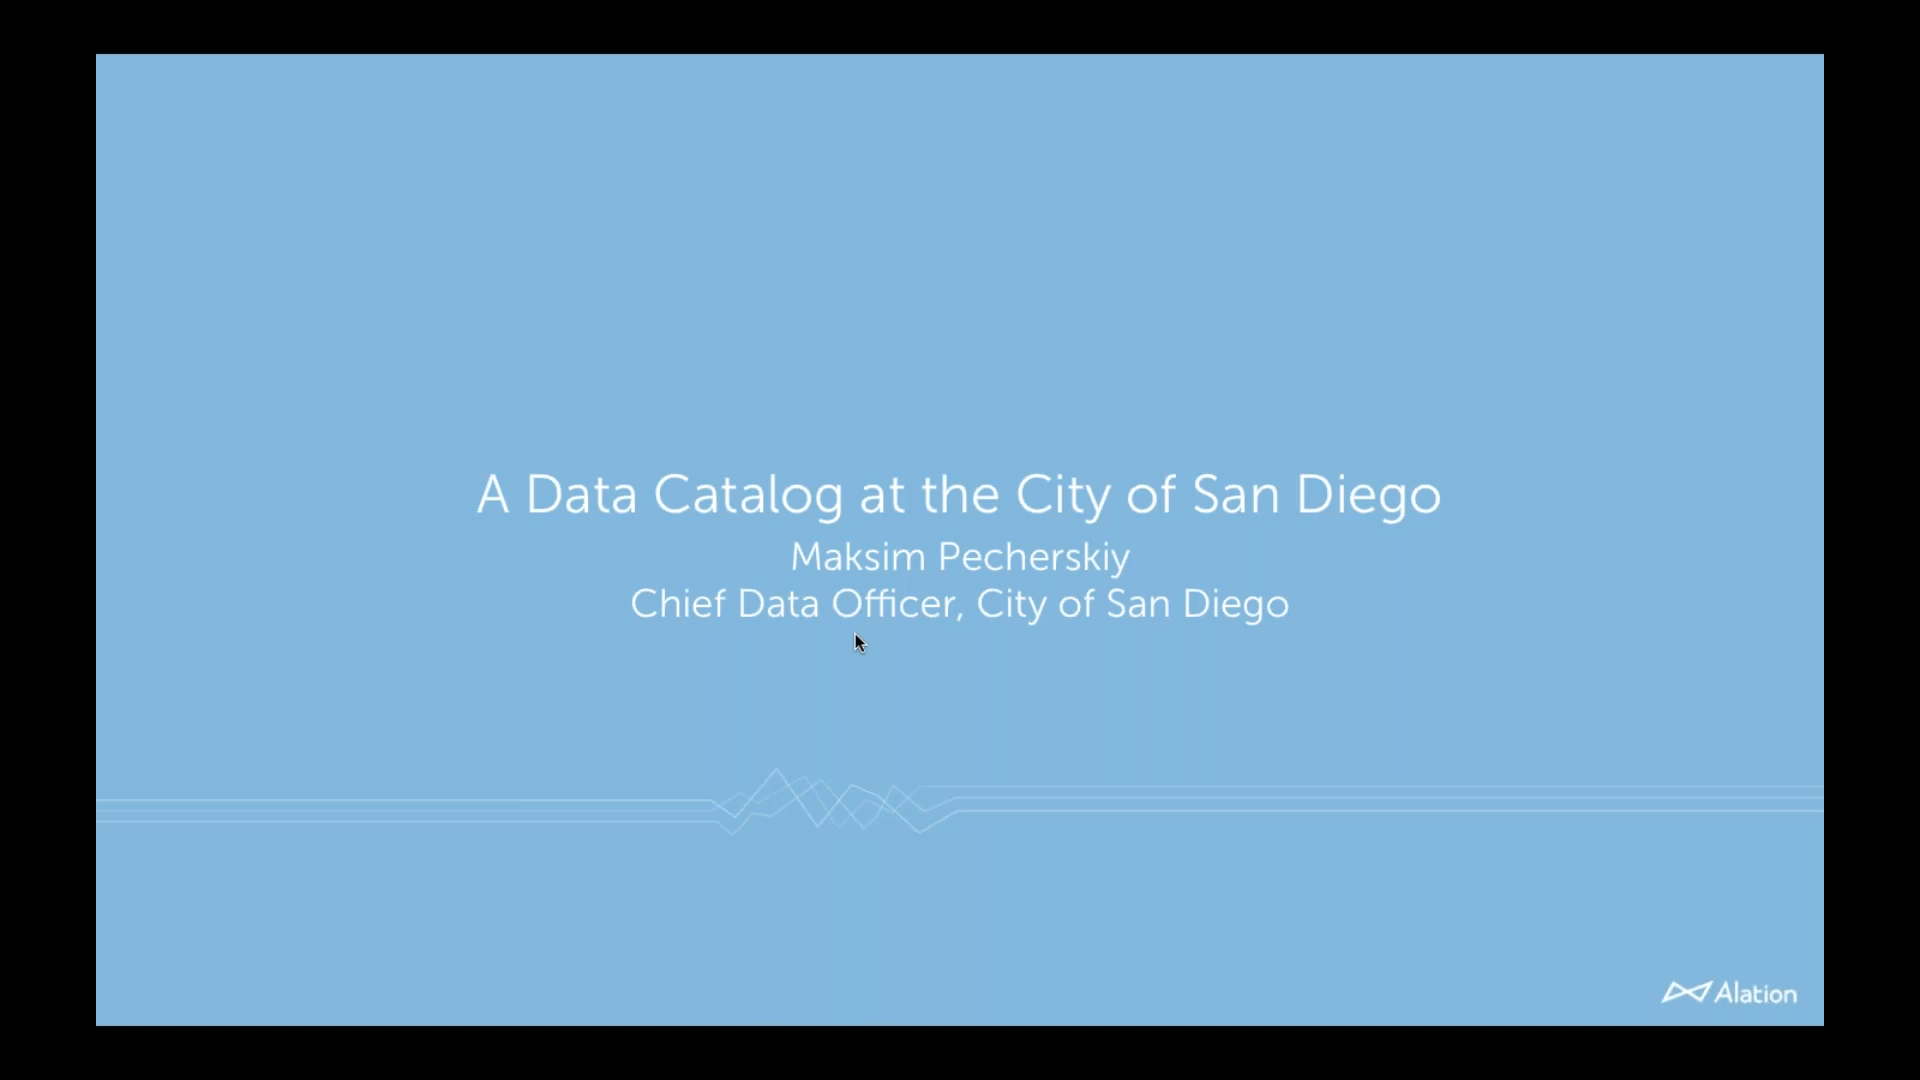 A Data Catalog at the City of San Diego
Maksim Pecherskiy
Chief Data Officer, City of San Diego
Alation